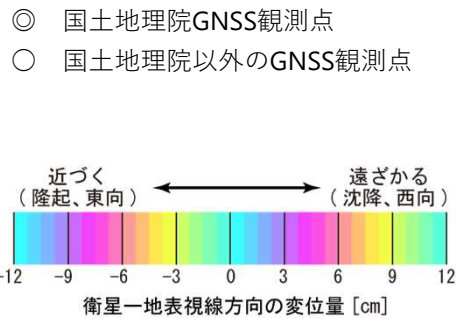 ◎ 国土地理院GNSS観測点
○ 国土地理院以外のGNSS観測点
近づく 遠ざかる
（隆起、東向） （沈降、西向）
-12 -9 -6 -3 0 3 6 9 12
衛星－地表視線方向の変位量 [cm]